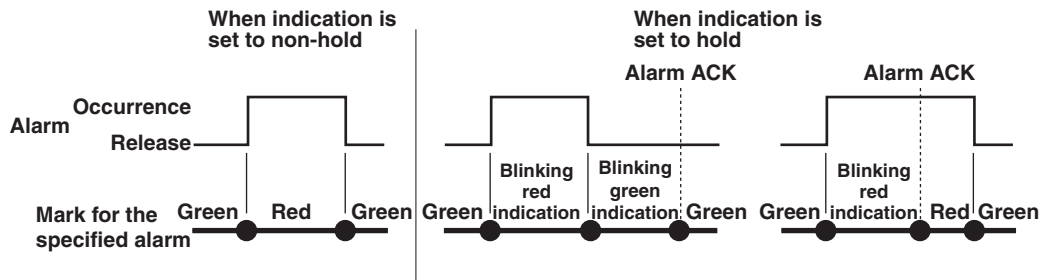 When indication is
set to non-hold
When indication is
set to hold
Alarm ACK
Alarm ACK
Occurrence
Alarm
Release
Blinking
red
indication
Blinking
green
indication
Blinking
red
indication
Mark for the
specified alarm
Green
Red
Green
Green
Green
Green
Red
Green